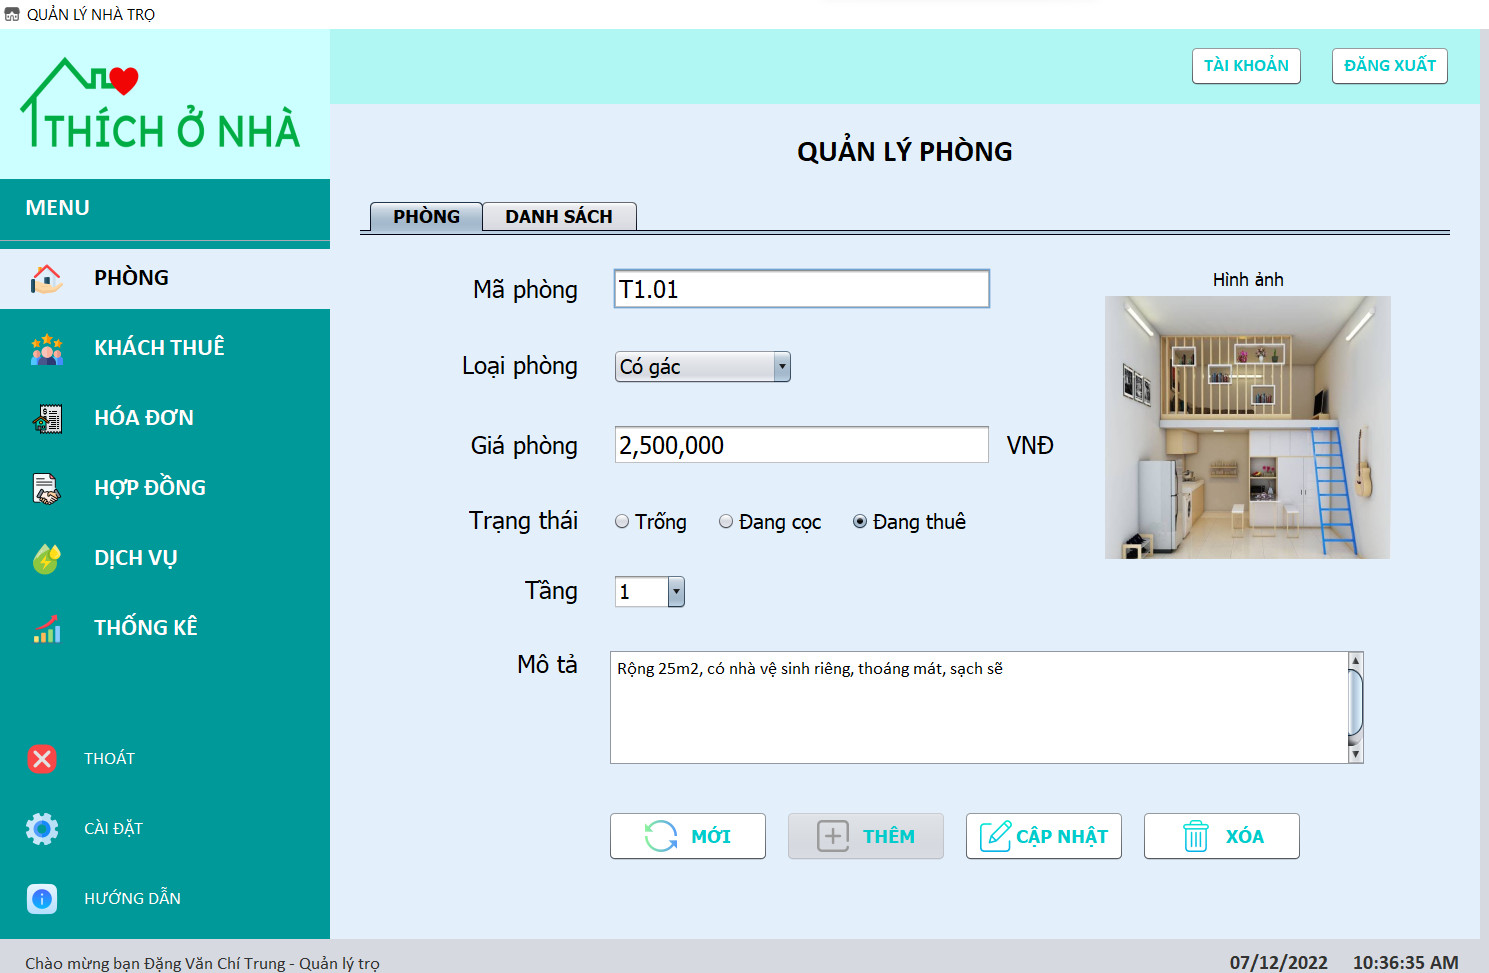 QUẢN LÝ NHÀ TRỌ
THÍCH Ở NHÀ
TÀI KHOẢN
ĐĂNG XUẤT
MENU
PHÒNG
KHÁCH THUÊ
HÓA ĐƠN
HỢP ĐỒNG
DỊCH VỤ
THỐNG KÊ
THOÁT
CÀI ĐẶT
HƯỚNG DẪN
QUẢN LÝ PHÒNG
PHÒNG
DANH SÁCH
Mã phòng
T1.01
Hình ảnh
Loại phòng
Có gác
Giá phòng
2,500,000
VNĐ
Trạng thái
Trống
Đang cọc
Đang thuê
Tầng
1
Mô tả
Rộng 25m2, có nhà vệ sinh riêng, thoáng mát, sạch sẽ
MỚI
THÊM
CẬP NHẬT
XÓA
Chào mừng bạn Đặng Văn Chí Trung - Quản lý trọ
07/12/2022
10:36:35 AM